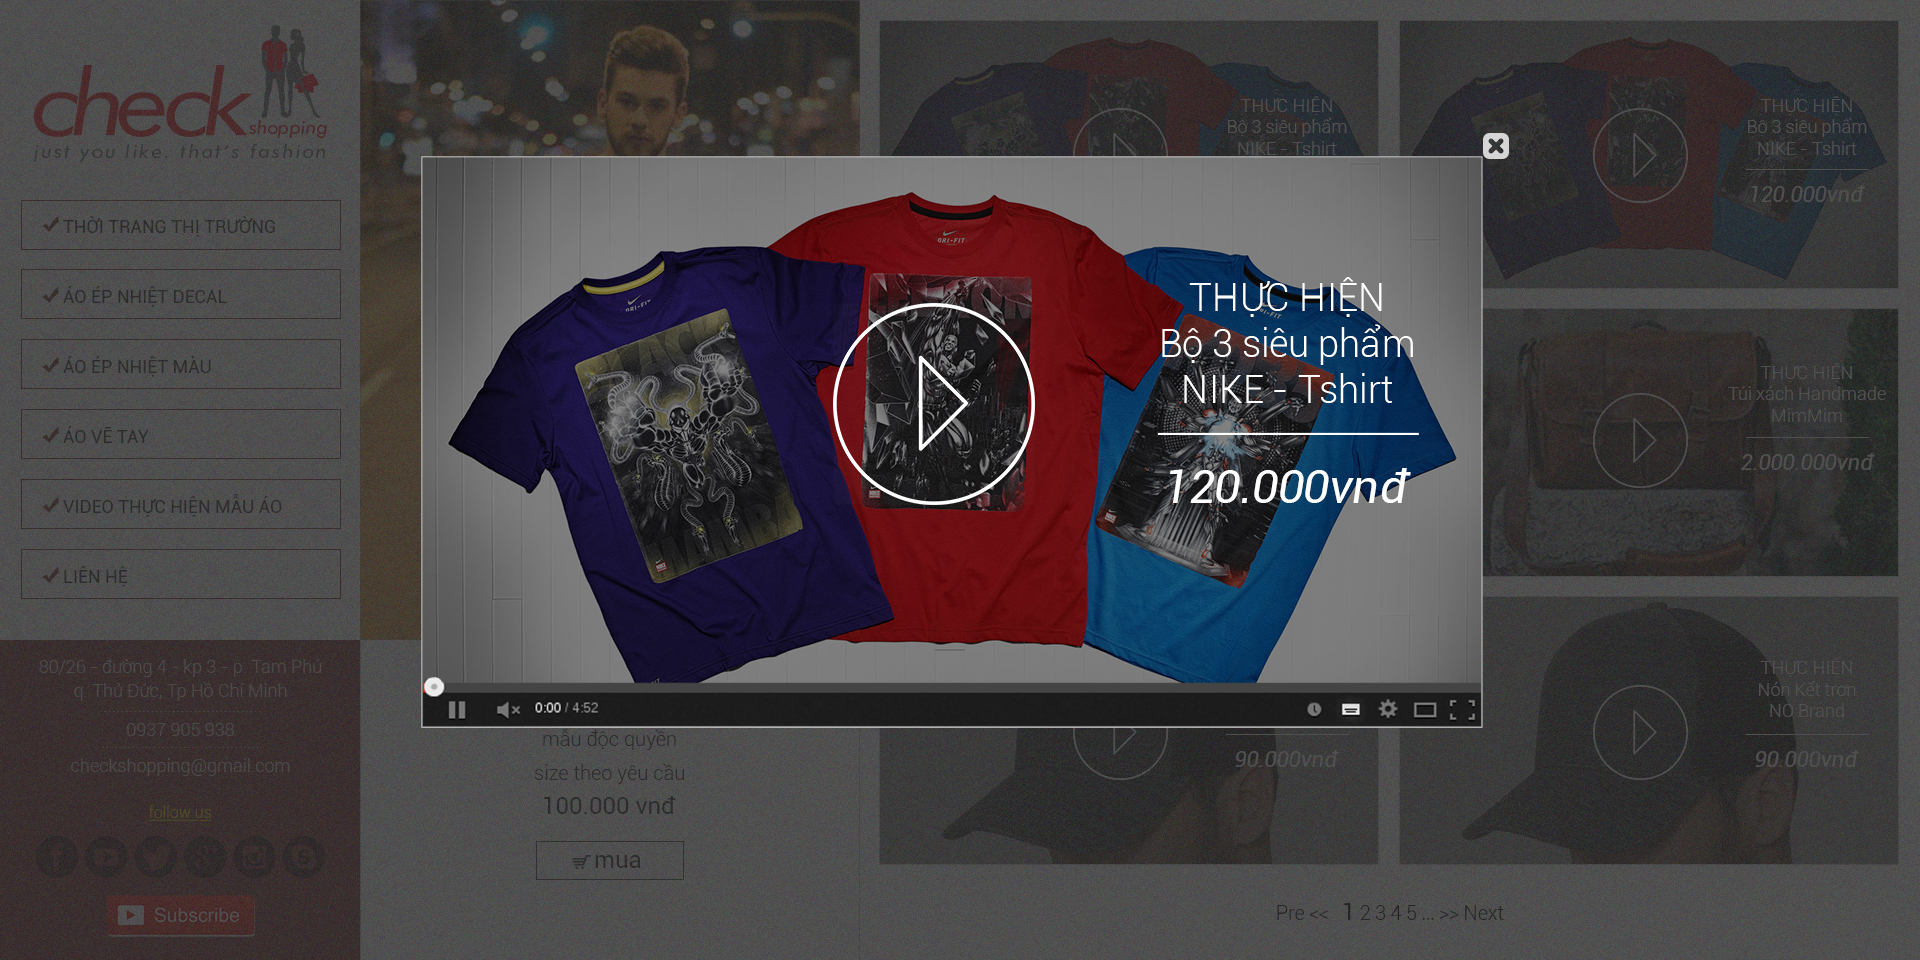 check
shopping
just you like. that's fashion
THỜI TRANG THỊ TRƯỜNG
ÁO ÉP NHIỆT DECAL
ÁO ÉP NHIỆT MÀU
ÁO VẼ TAY
VIDEO THỰC HIỆN MẪU ÁO
LIÊN HỆ
80/26 - đường 4 - kp 3 - p. Tam Phú
q. Thủ Đức, Tp Hồ Chí Minh
0937 905 938
checkshopping@gmail.com
follow us
Subscribe
DRI-FIT
DRI-FIT
THỰC HIỆN
Bộ 3 siêu phẩm
NIKE - Tshirt
120.000vnđ
0:00 / 4:52
mẫu độc quyền
size theo yêu cầu
100.000 vnđ
mua
THỰC HIỆN
Bộ 3 siêu phẩm
NIKE - Tshirt
THỰC HIỆN
Bộ 3 siêu phẩm
NIKE - Tshirt
120.000vnđ
THỰC HIỆN
Túi xách Handmade
MimMim
2.000.000vnđ
90.000vnđ
THỰC HIỆN
Nón Kết trơn
NO Brand
90.000vnđ
Pre << 1 2 3 4 5 ... >> Next